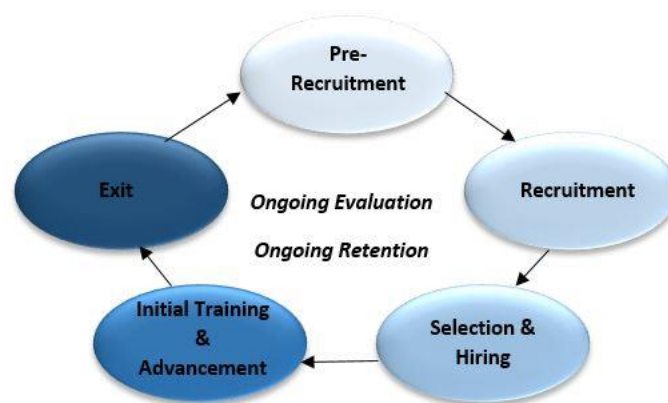 Pre-
Recruitment
Recruitment
Selection &
Hiring
Initial Training
&
Advancement
Exit
Ongoing Evaluation
Ongoing Retention